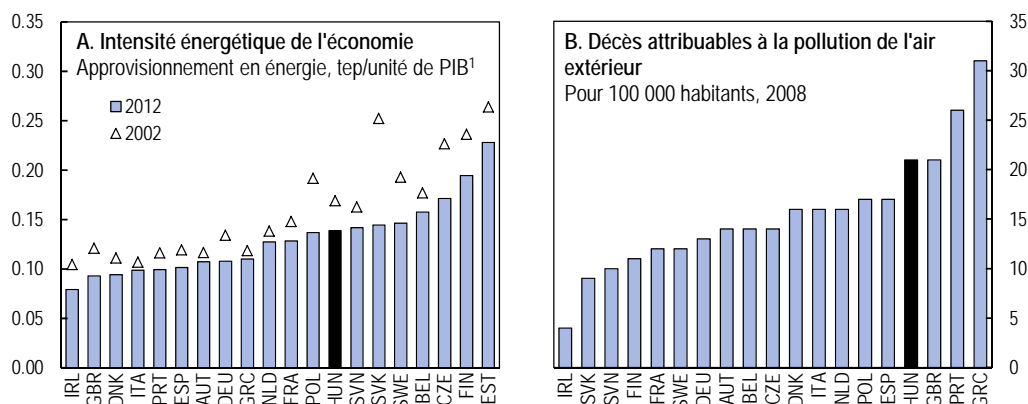 A. Intensité énergétique de l'économie
Approvisionnement en énergie, tep/unité de PIB¹
2012
2002
0.35
0.30
0.25
0.20
0.15
0.10
0.05
0.00
IRL
GBR
DNK
ITA
PRT
ESP
AUT
DEU
GRC
NLD
FRA
POL
HUN
SVN
SVK
SWE
BEL
CZE
FIN
EST
B. Décès attribuables à la pollution de l'air
extérieur
Pour 100 000 habitants, 2008
35
30
25
20
15
10
5
0
IRL
SVK
SVN
FIN
FRA
SWE
DEU
AUT
BEL
CZE
DNK
ITA
NLD
POL
ESP
HUN
GBR
PRT
GRC